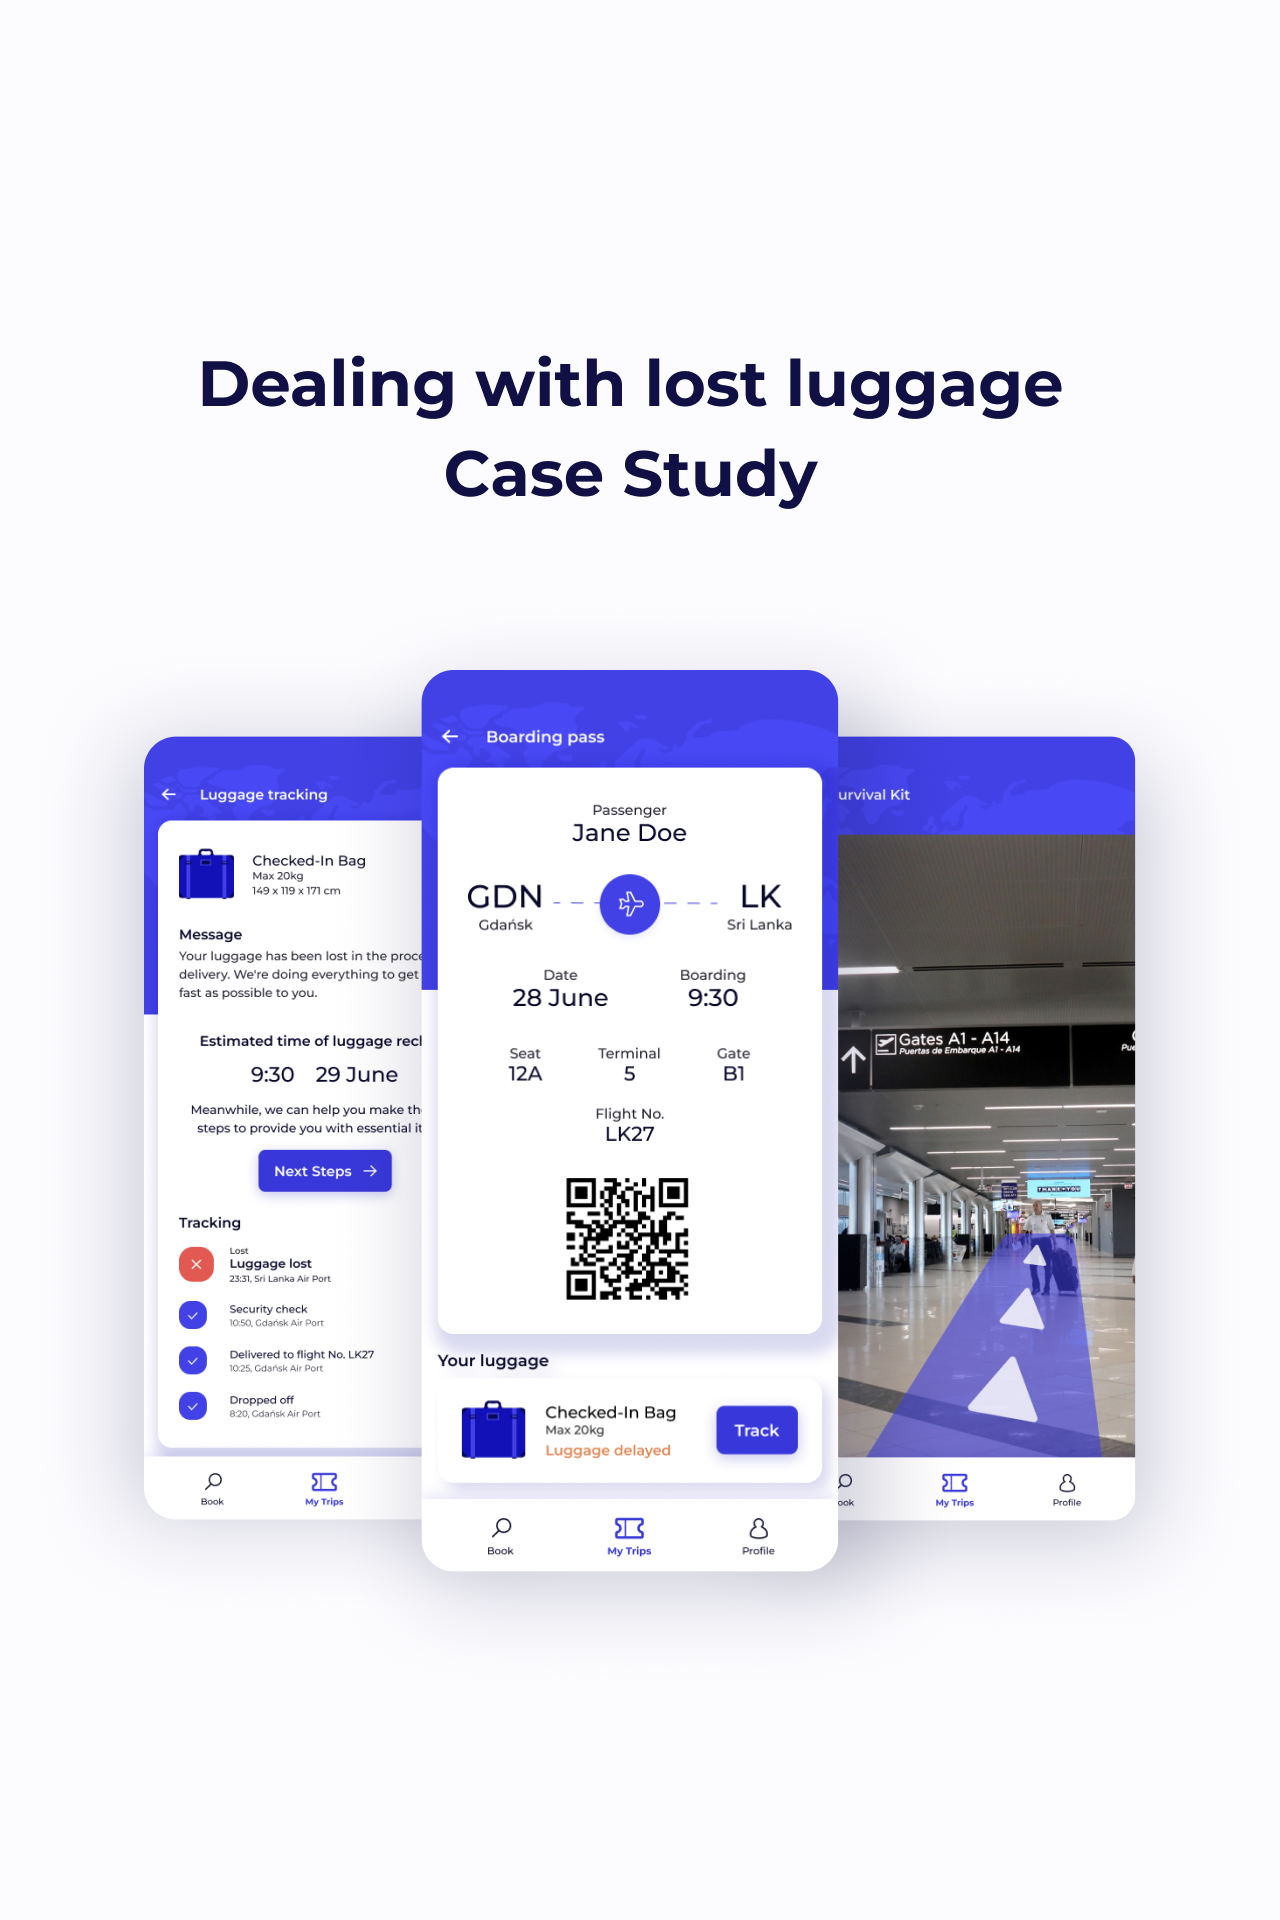 Dealing with lost luggage
Case Study
Luggage tracking
Checked-In Bag
Max 20kg
149 x 119 x 171 cm
Message
Your luggage has been lost in the proce
delivery. We're doing everything to get
fast as possible to you.
Estimated time of luggage recl
9:30 29 June
Meanwhile, we can help you make th
steps to provide you with essential it
Next Steps
Tracking
Lost
Luggage lost
23:31, Sri Lanka Air Port
Security check
10:50, Gdańsk Air Port
Delivered to flight No. LK27
10:25, Gdańsk Air Port
Dropped off
8:20, Gdańsk Air Port
Book
My Trips
Boarding pass
Passenger
Jane Doe
GDN LK
Gdańsk Sri Lanka
Date Boarding
28 June 9:30
Seat Terminal Gate
12A 5 B1
Flight No.
LK27
Your luggage
Checked-In Bag
Max 20kg
Luggage delayed
Track
Book My Trips Profile
urvival Kit
Gates A1 - A14
Puertas de Embarque A1 - A14
Pue
THANK YOU
ook My Trips Profile